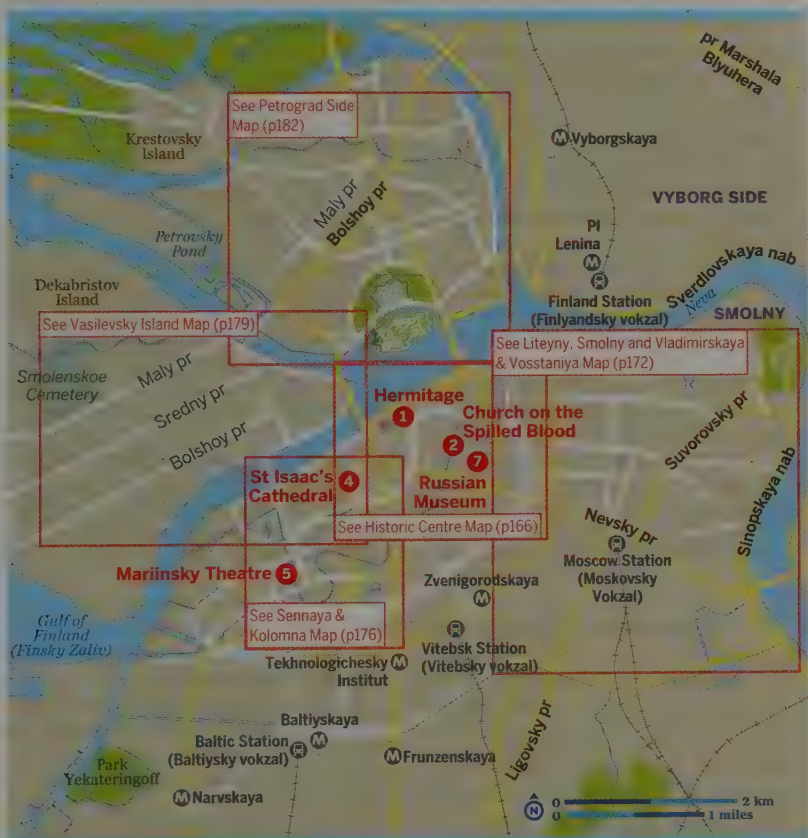 pr Marshala
Blyuhera
See Petrograd Side
Map (p182)
Krestovsky
Island
Vyborgskaya
Maly pr
Bolshoy pr
VYBORG SIDE
Petrovsky
Pond
Pl
Lenina
Sverdlovskaya nab
Dekabristov
Island
Finland Station
(Finlyandsky vokzal)
Neva
SMOLNY
See Vasilevsky Island Map (p179)
See Liteyny, Smolny and Vladimirskaya
& Vosstaniya Map (p172)
Smolenskoe
Cemetery
Maly pr
Sredny pr
Bolshoy pr
Hermitage
1
Church on the
Spilled Blood
2
7
Russian
Museum
Suvorovsky pr
Sinopskaya nab
St Isaac's
Cathedral
4
See Historic Centre Map (p166)
Nevsky pr
Moscow Station
(Moskovsky
Vokzal)
Mariinsky Theatre 5
Zvenigorodskaya
See Sennaya &
Kolomna Map (p176)
Gulf of
Finland
(Finsky Zaliv)
Vitebsk Station
(Vitebsky vokzal)
Tekhnologichesky
Institut
Ligovsky pr
Baltiyskaya
Baltic Station
(Baltiysky vokzal)
Frunzenskaya
Park
Yekateringoff
Narvskaya
N
0 2 km
0 1 miles